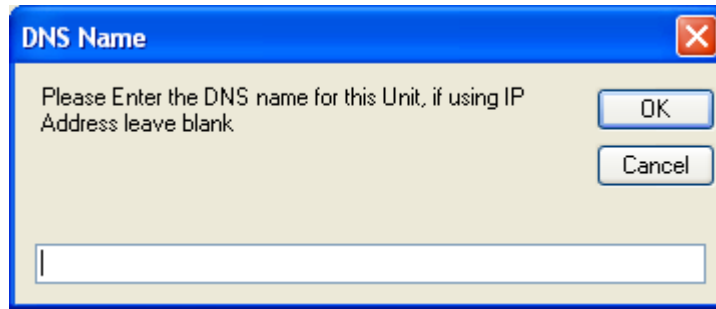 DNS Name
Please Enter the DNS name for this Unit, if using IP
Address leave blank
OK
Cancel